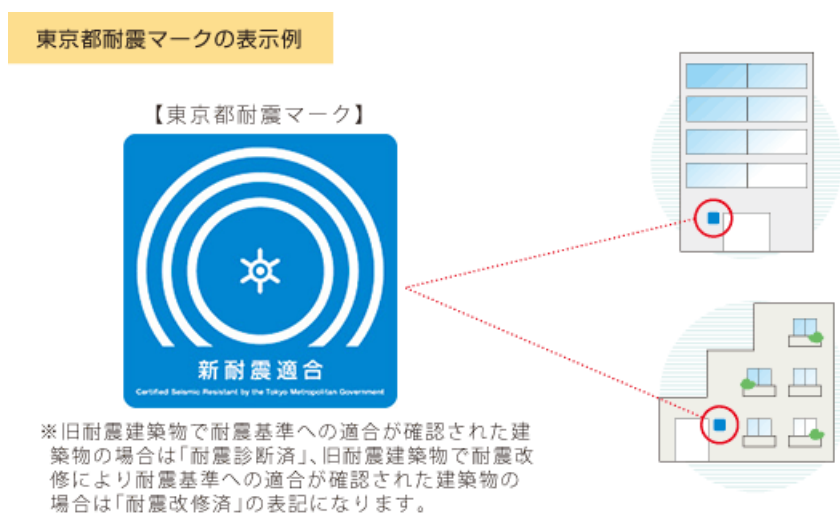 東京都耐震マークの表示例
【東京都耐震マーク】
新耐震適合
Certified Seismic Resistant by the Tokyo Metropolitan Government
※旧耐震建築物で耐震基準への適合が確認された建
築物の場合は｢耐震診断済｣、旧耐震建築物で耐震改
修により耐震基準への適合が確認された建築物の
場合は｢耐震改修済｣の表記になります。